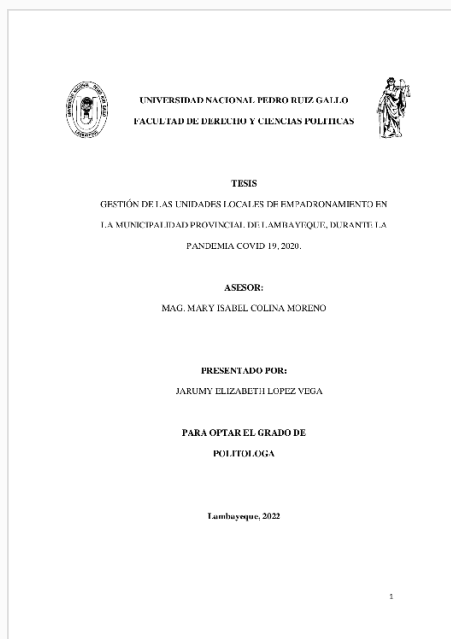 UNIVERSIDAD NACIONAL PEDRO RUIZ GALLO
FACULTAD DE DERECHO Y CIENCIAS POLITICAS
TESIS
GESTIÓN DE LAS UNIDADES LOCALES DE EMPADRONAMIENTO EN
LA MUNICIPALIDAD PROVINCIAL DE LAMBAYEQUE, DURANTE LA
PANDEMIA COVID 19, 2020.
ASESOR:
MAG. MARY ISABEL COLINA MORENO
PRESENTADO POR:
JARUMY ELIZABETH LOPEZ VEGA
PARA OPTAR EL GRADO DE
POLITOLOGA
Lambayeque, 2022
1